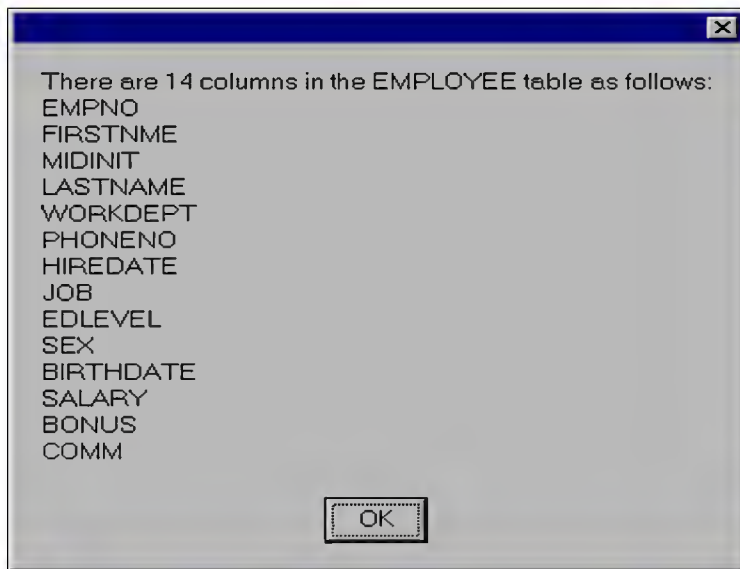 There are 14 columns in the EMPLOYEE table as follows:
EMPNO
FIRSTNME
MIDINIT
LASTNAME
WORKDEPT
PHONENO
HIREDATE
JOB
EDLEVEL
SEX
BIRTHDATE
SALARY
BONUS
COMM
OK